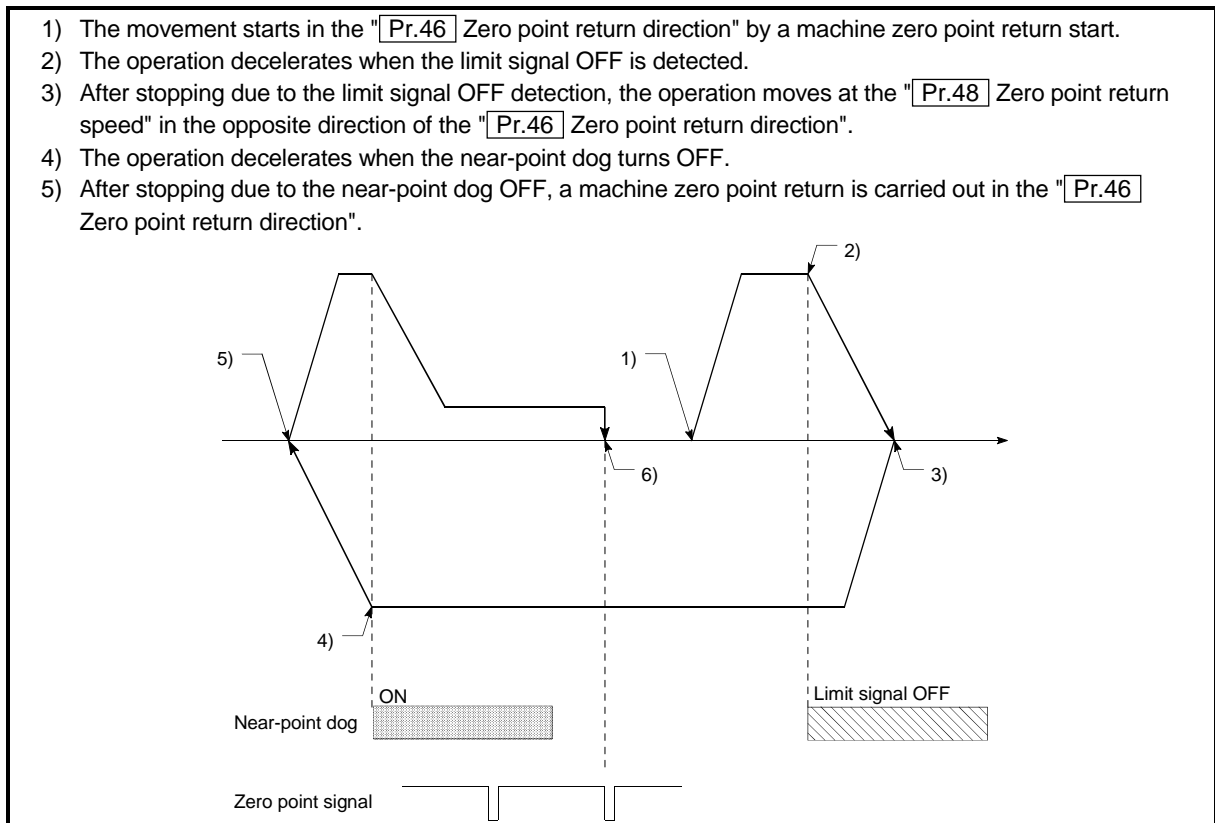 1) The movement starts in the "Pr.46 Zero point return direction" by a machine zero point return start.
2) The operation decelerates when the limit signal OFF is detected.
3) After stopping due to the limit signal OFF detection, the operation moves at the "Pr.48 Zero point return
speed" in the opposite direction of the "Pr.46 Zero point return direction".
4) The operation decelerates when the near-point dog turns OFF.
5) After stopping due to the near-point dog OFF, a machine zero point return is carried out in the "Pr.46
Zero point return direction".
2)
5)
1)
6)
3)
4)
ON
Limit signal OFF
Near-point dog
Zero point signal